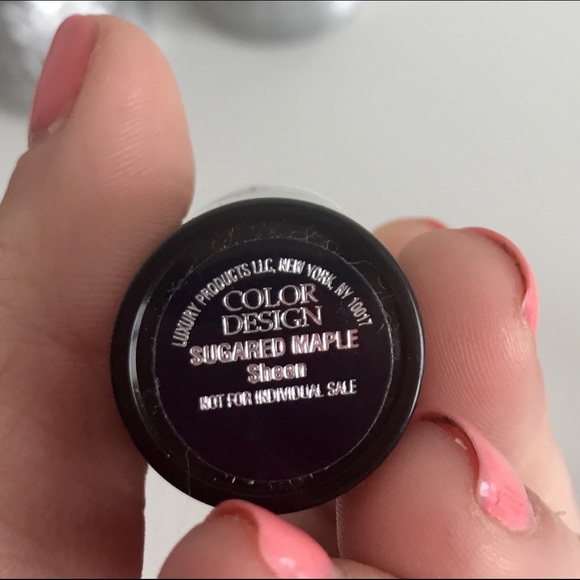 LUXURY PRODUCTS LLC, NEW YORK, NY 10017
COLOR
DESIGN
SUGARED MAPLE
Sheen
NOT FOR INDIVIDUAL SALE